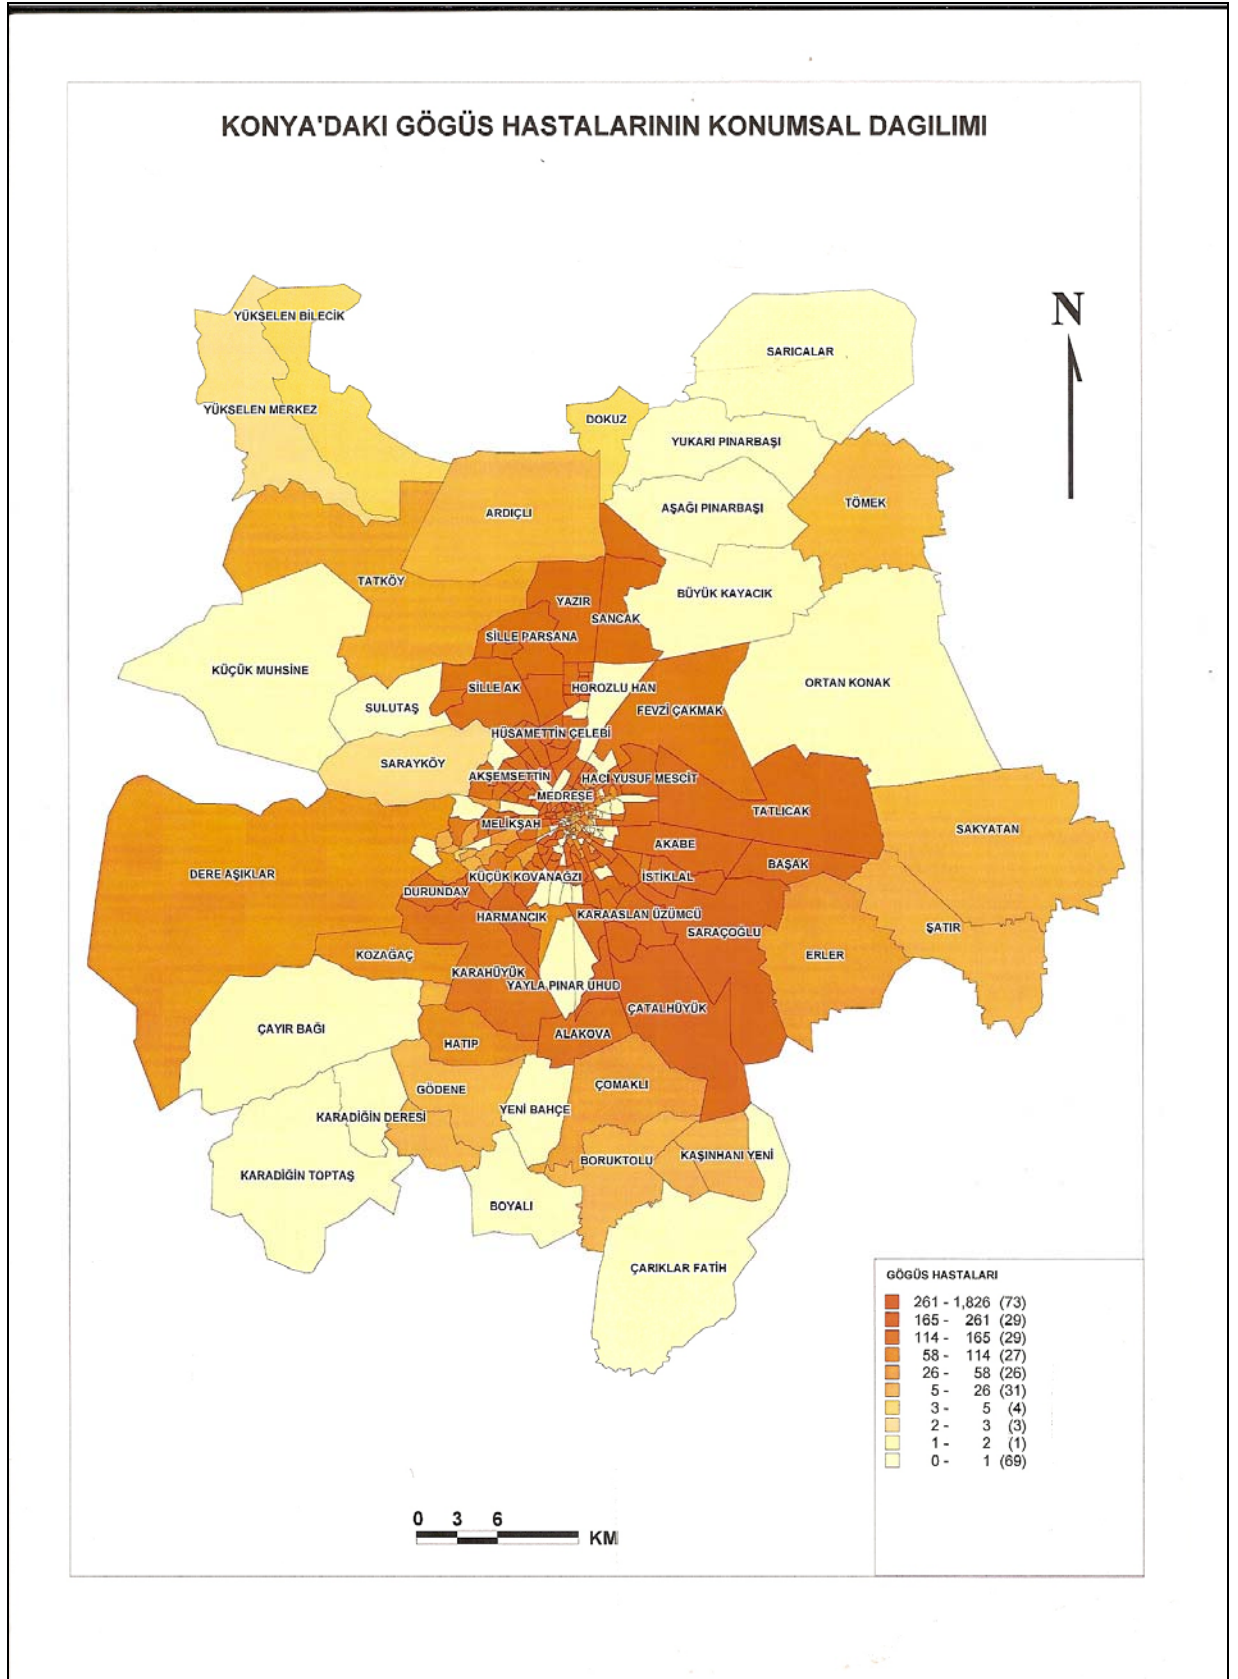 KONYA'DAKI GÖGÜS HASTALARININ KONUMSAL DAGILIMI
N
YÜKSELEN BİLECİK
SARICALAR
YÜKSELEN MERKEZ
DOKUZ
YUKARI PINARBAŞI
TÖMEK
AŞAĞI PINARBAŞI
ARDIÇLI
TATKÖY
BÜYÜK KAYACIK
YAZIR
SANCAK
SİLLE PARSANA
KÜÇÜK MUHSİNE
ORTAN KONAK
SİLLE AK
HOROZLU HAN
SULUTAŞ
FEVZİ ÇAKMAK
HÜSAMETTİN ÇELEBİ
SARAYKÖY
AKŞEMSETTİN
HACI YUSUF MESCİT
MEDREŞE
TATLICAK
MELİKŞAH
SAKYATAN
AKABE
BAŞAK
DERE AŞIKLAR
KÜÇÜK KOVANAĞZI
İSTİKLAL
DURUNDAY
HARMANCIK
KARAASLAN ÜZÜMCÜ
SARAÇOĞLU
ŞATIR
KOZAĞAÇ
ERLER
KARAHÜYÜK
YAYLA PINAR UHUD
ÇATALHÜYÜK
ÇAYIR BAĞI
ALAKOVA
HATIP
GÖDENE
ÇOMAKLI
YENİ BAHÇE
KARADİĞİN DERESİ
KARADİĞİN TOPTAŞ
BORUKTOLU
KAŞINHANI YENİ
BOYALI
ÇARIKLAR FATİH
GÖGÜS HASTALARI
261 - 1,826 (73)
165 - 261 (29)
114 - 165 (29)
58 - 114 (27)
26 - 58 (26)
5 - 26 (31)
3 - 5 (4)
2 - 3 (3)
1 - 2 (1)
0 - 1 (69)
0 3 6
KM